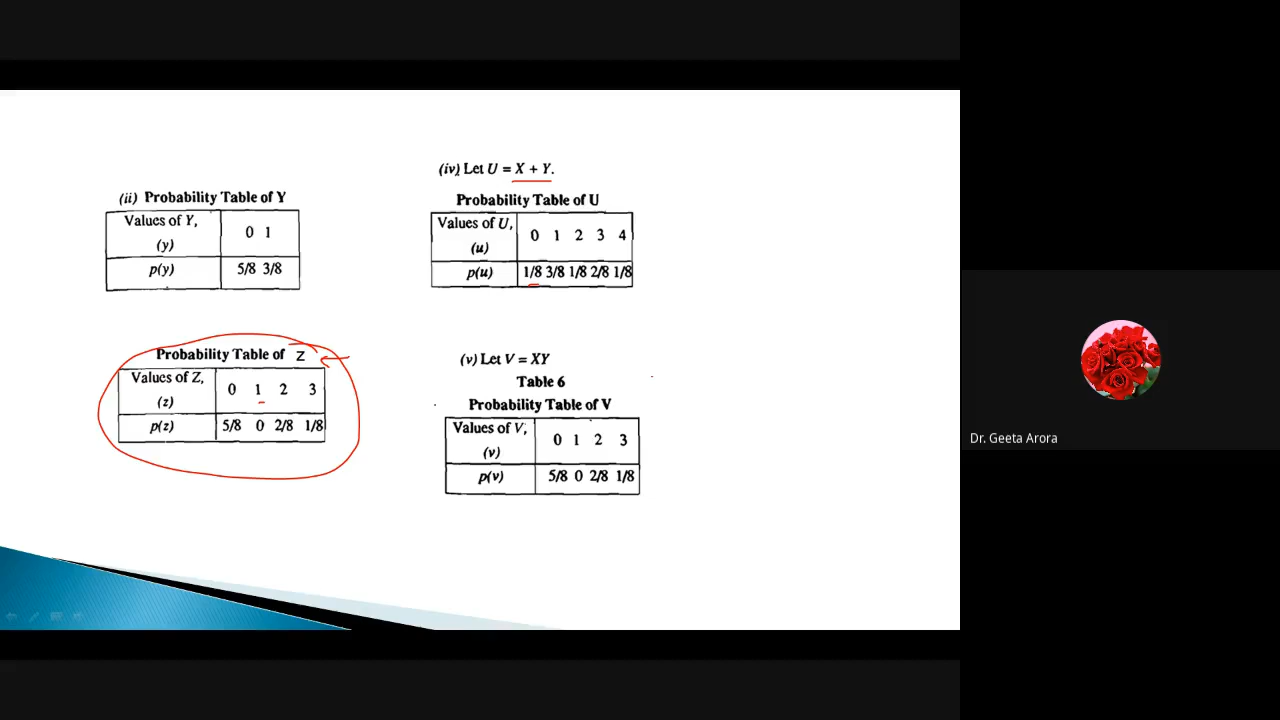 (ii) Probability Table of Y
Values of Y, 0 1
(y)
p(y) 5/8 3/8
(iv) Let U = X + Y.
Probability Table of U
Values of U, 0 1 2 3 4
(u)
p(u) 1/8 3/8 1/8 2/8 1/8
Probability Table of Z
Values of Z, 0 1 2 3
(z)
p(z) 5/8 0 2/8 1/8
(v) Let V = XY
Table 6
Probability Table of V
Values of V, 0 1 2 3
(v)
p(v) 5/8 0 2/8 1/8
Dr. Geeta Arora